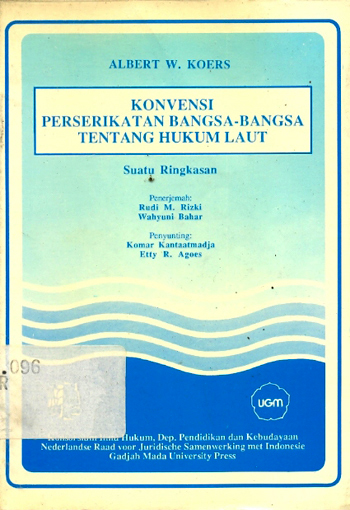 ALBERT W. KOERS
KONVENSI
PERSERIKATAN BANGSA-BANGSA
TENTANG HUKUM LAUT
Suatu Ringkasan
Penerjemah:
Rudi M. Rizki
Wahyuni Bahar
Penyunting:
Komar Kantaatmadja
Etty R. Agoes
.096
R
UGM
Konsorsium Ilmu Hukum, Dep. Pendidikan dan Kebudayaan
Nederlandse Raad voor Juridische Samenwerking met Indonesie
Gadjah Mada University Press